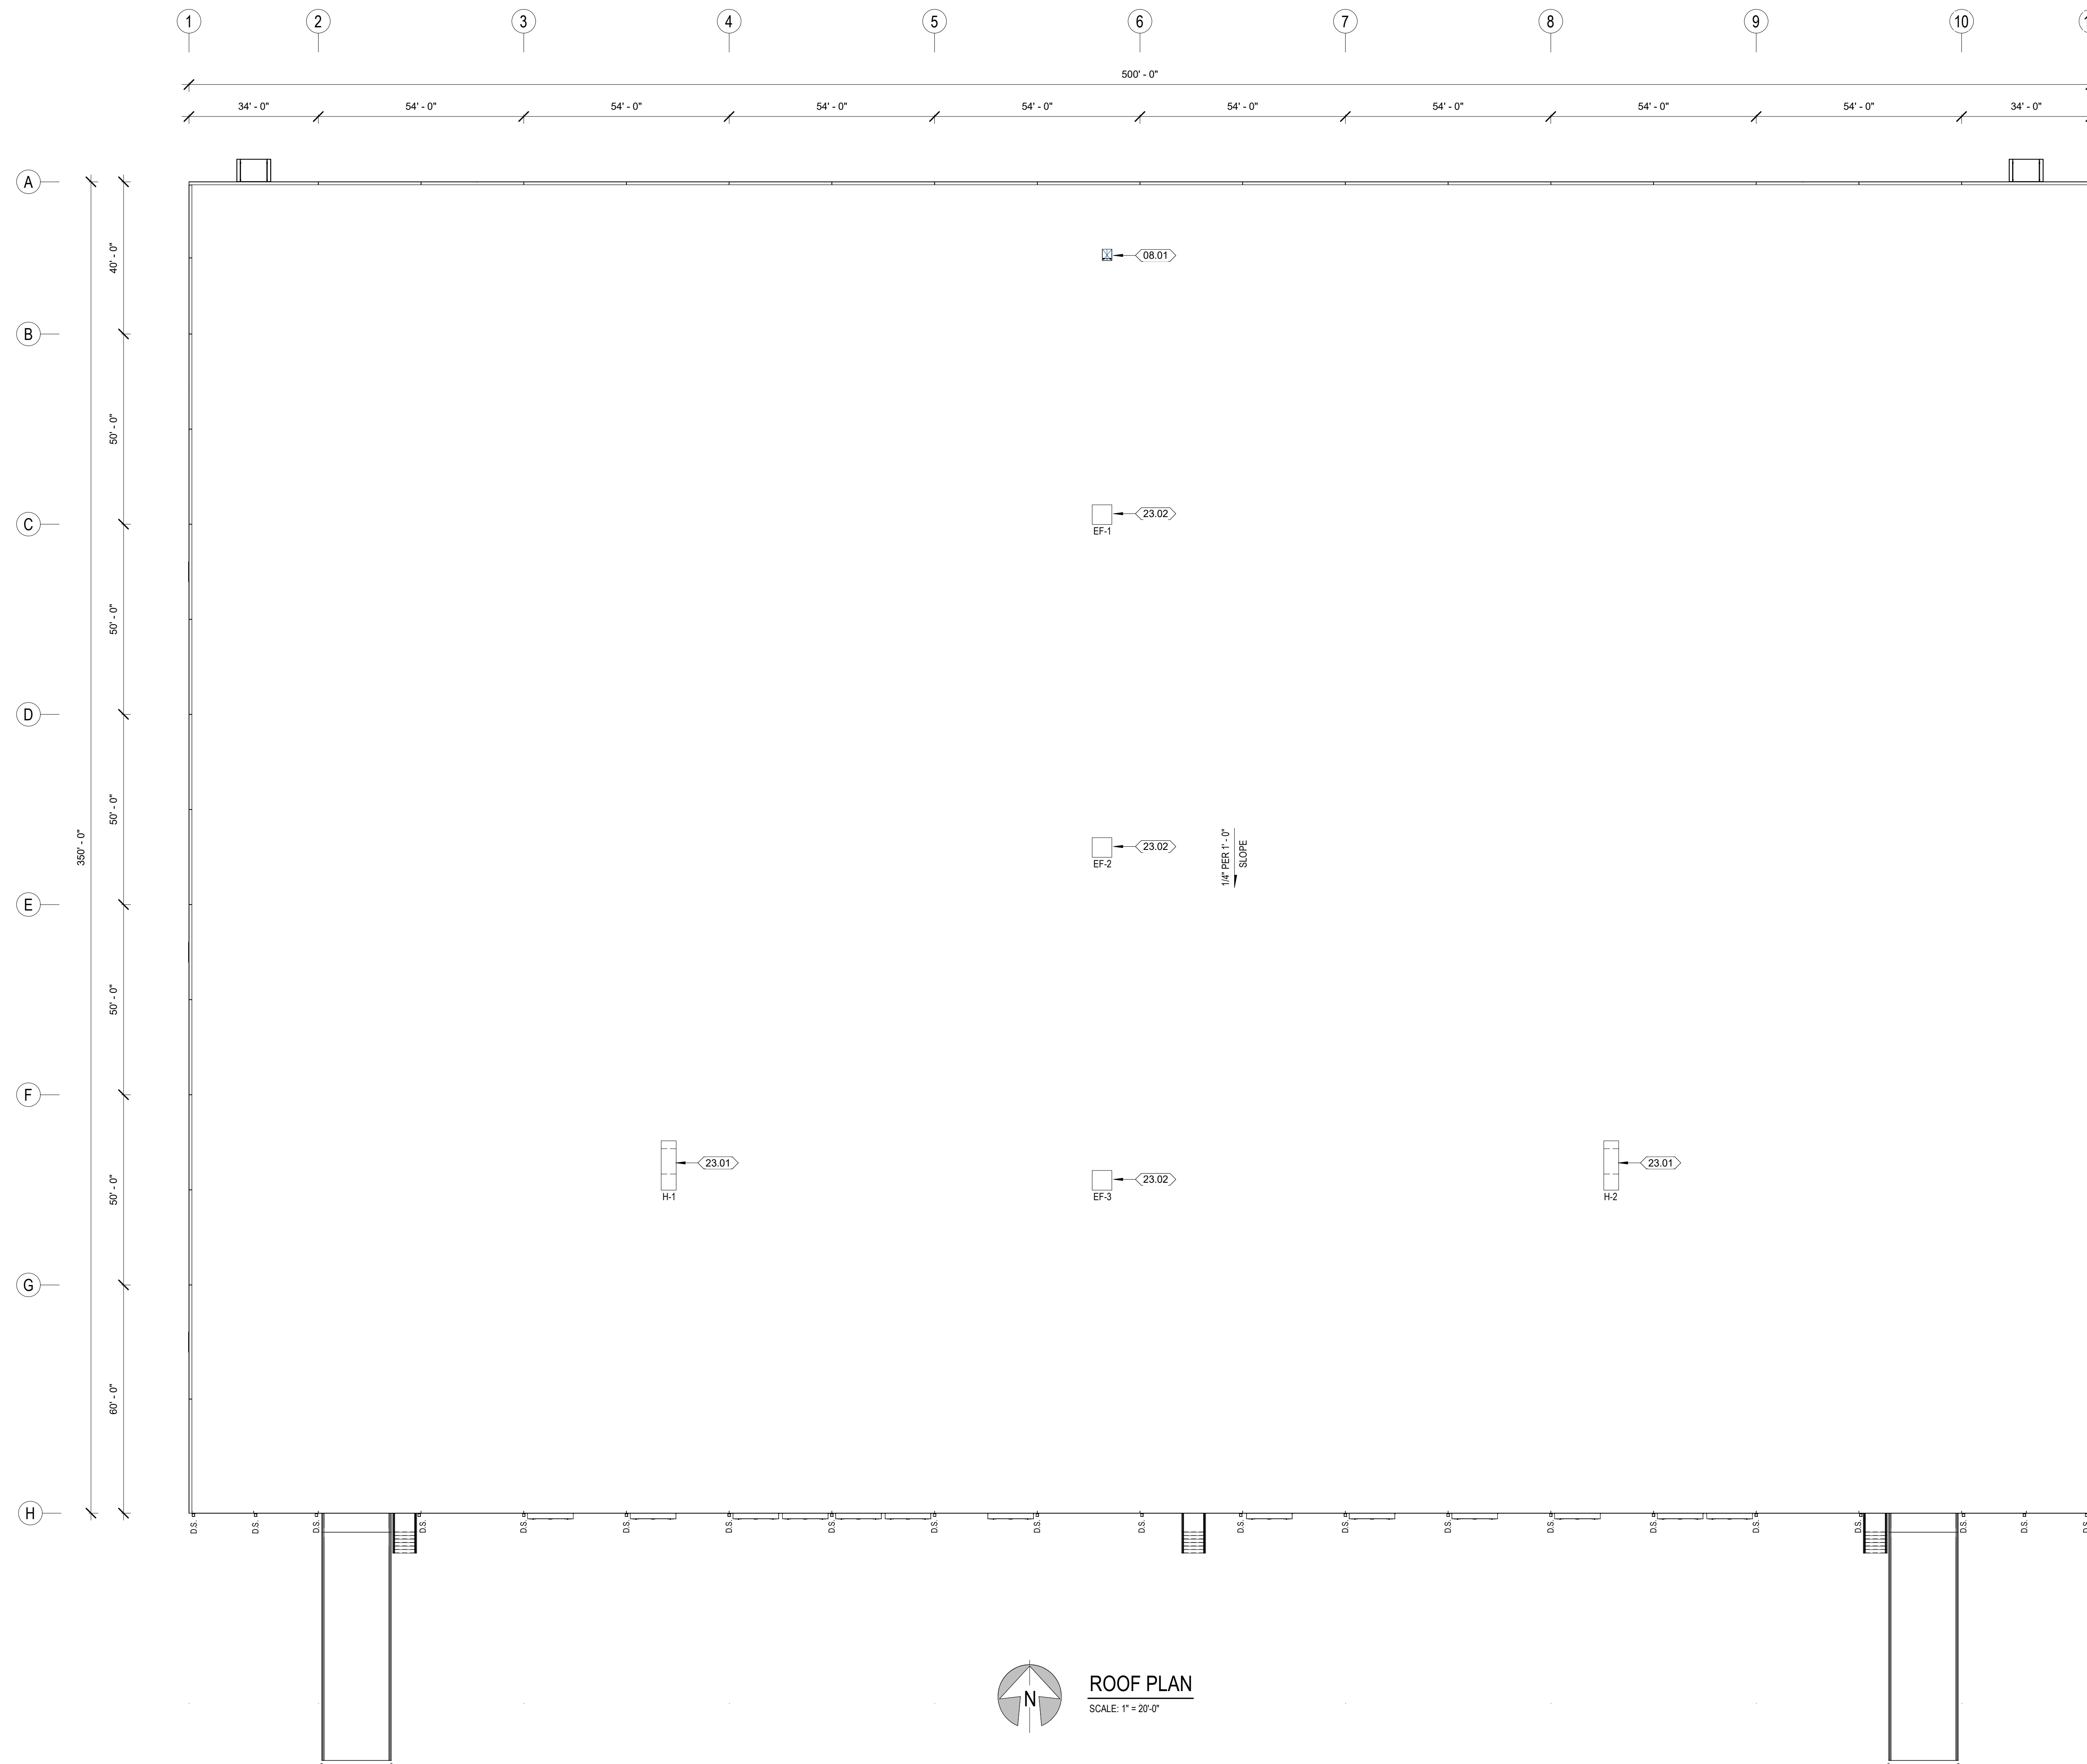 1 2 3 4 5 6 7 8 9 10
500' - 0"
34' - 0" 54' - 0" 54' - 0" 54' - 0" 54' - 0" 54' - 0" 54' - 0" 54' - 0" 54' - 0" 34' - 0"
A
40' - 0"
08.01
B
50' - 0"
C
23.02
EF-1
50' - 0"
D
50' - 0"
350' - 0"
23.02
EF-2
1/4" PER 1' - 0"
SLOPE
E
50' - 0"
F
23.01
H-1
50' - 0"
23.02
EF-3
23.01
H-2
G
60' - 0"
H
D.S. D.S. D.S. D.S. D.S. D.S. D.S. D.S. D.S. D.S. D.S. D.S. D.S. D.S. D.S. D.S. D.S. D.S. D.S. D.S.
N
ROOF PLAN
SCALE: 1" = 20'-0"